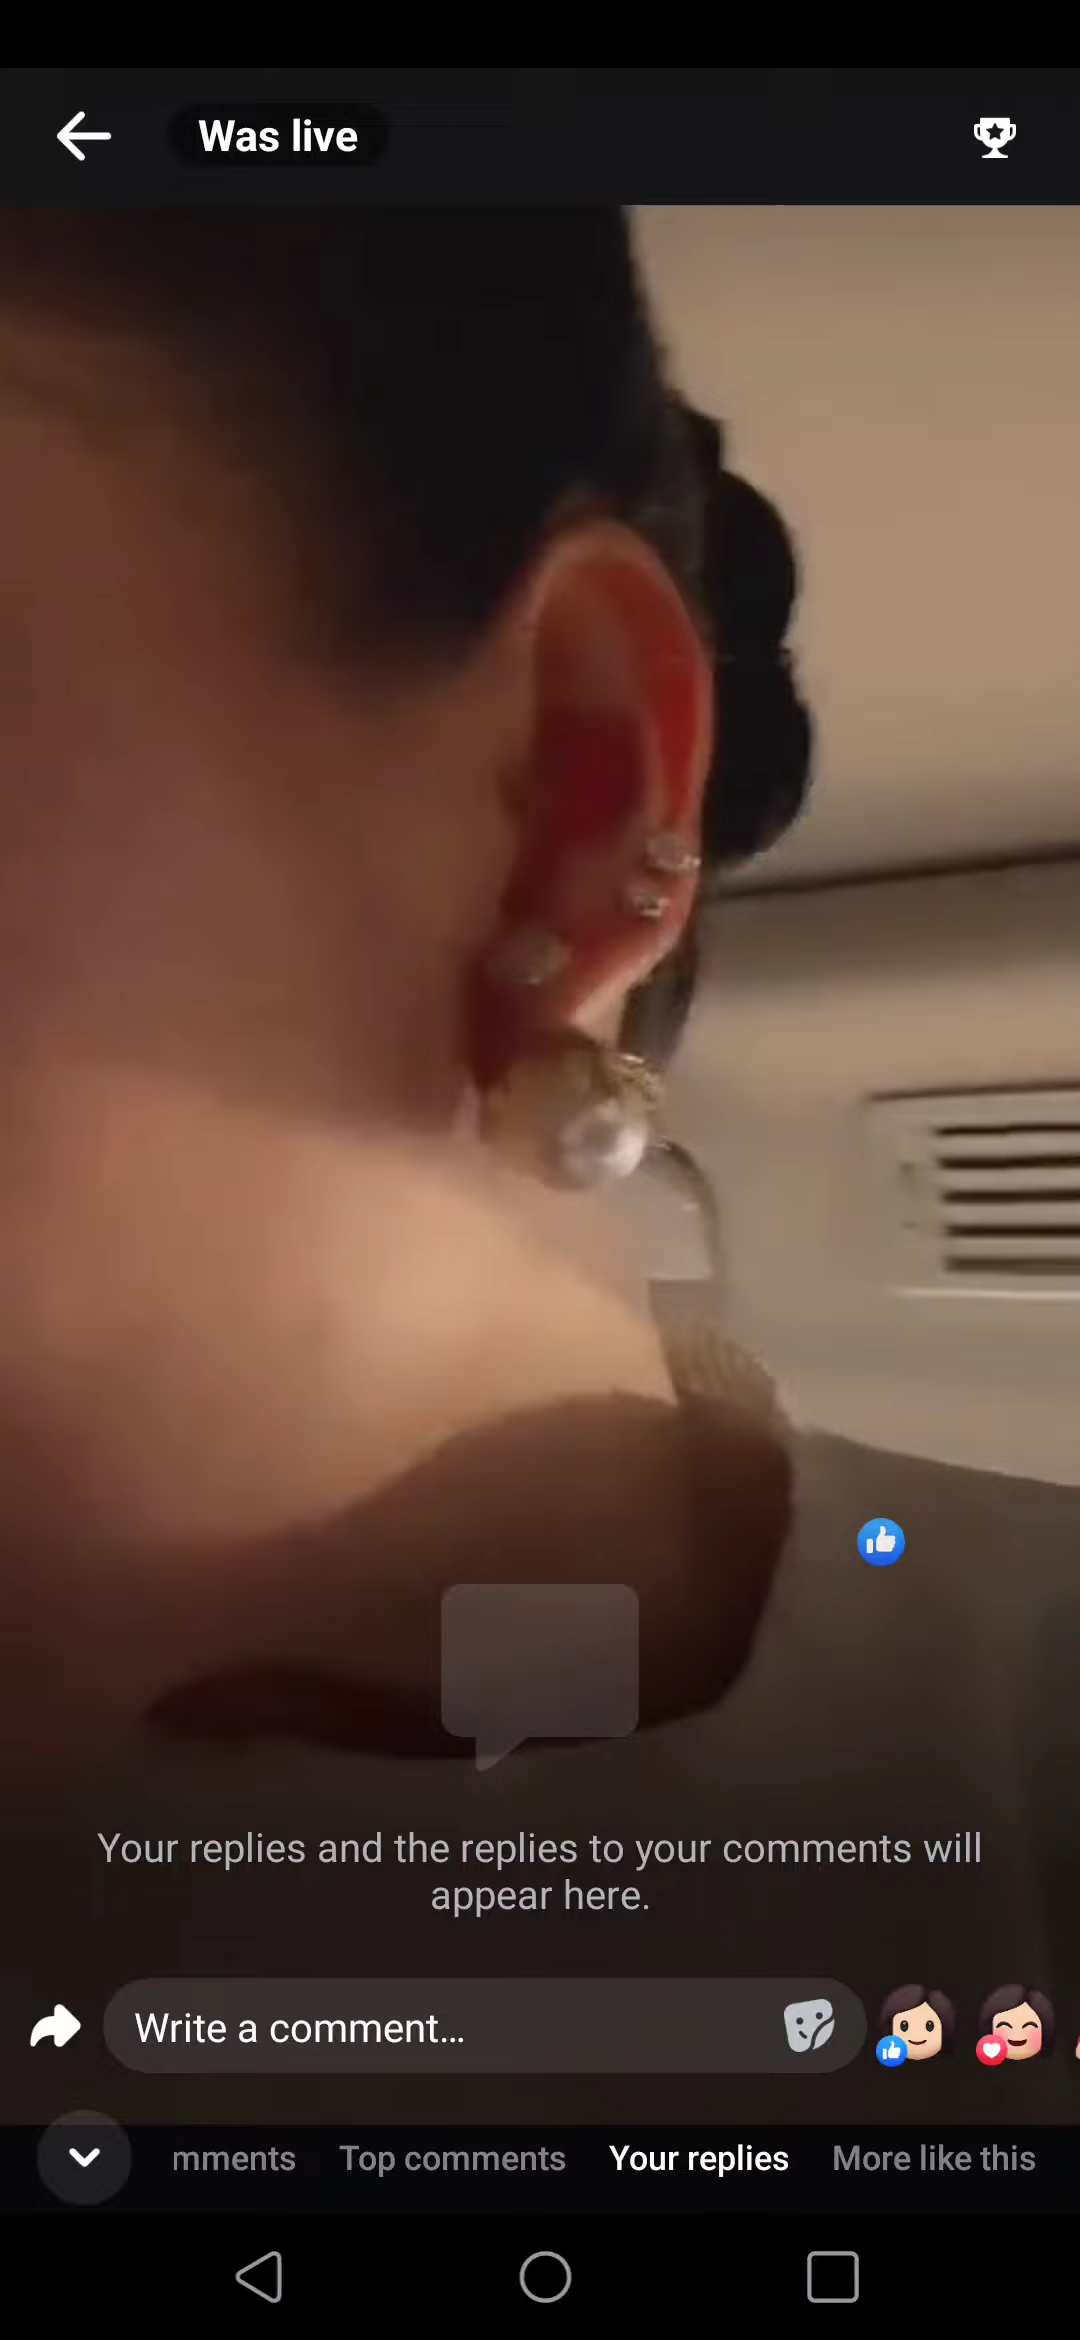 Was live
Your replies and the replies to your comments will
appear here.
Write a comment...
mments Top comments Your replies More like this